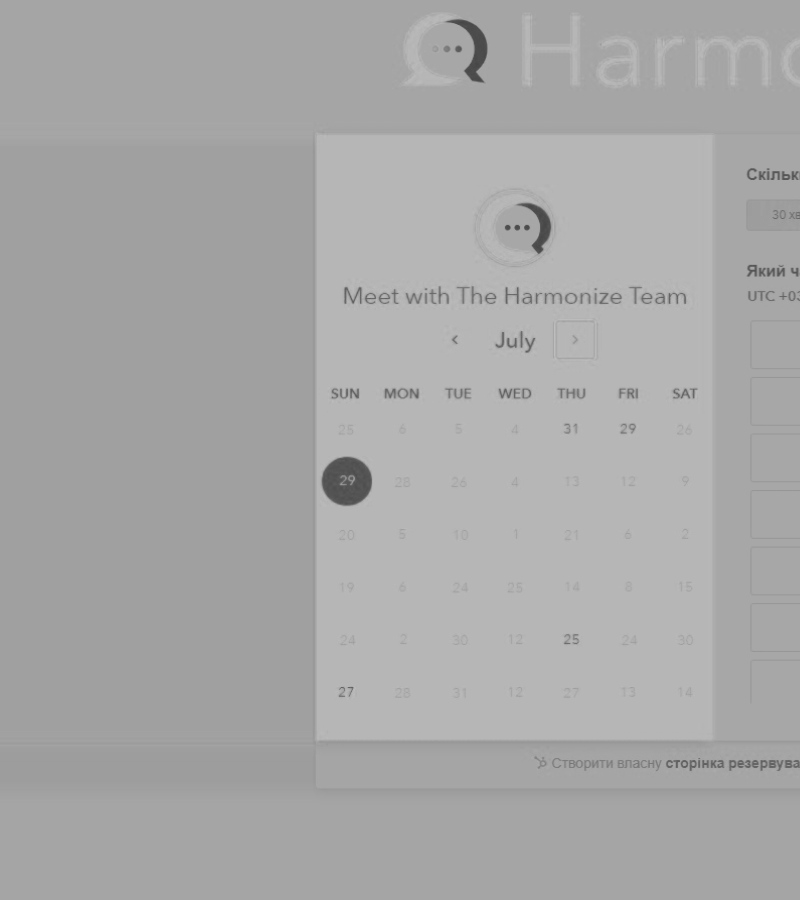 Harmo
Meet with The Harmonize Team
July
SUN MON TUE WED THU FRI SAT
25 6 5 4 31 29 26
29 28 26 4 13 12 9
20 5 10 1 21 6 2
19 6 24 25 14 8 15
24 2 30 12 25 24 30
27 28 31 12 27 13 14
Скільк
30 хв
Який ч
UTC +03
Створити власну сторінка резервува